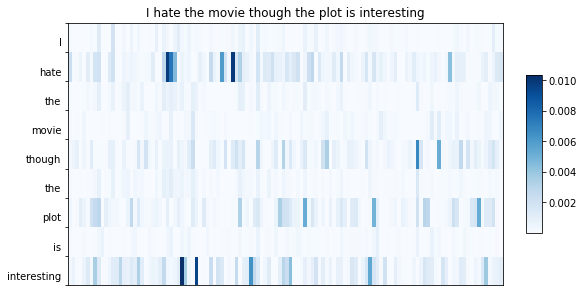 I hate the movie though the plot is interesting
I
hate
the
movie
though
the
plot
is
interesting
0.010
0.008
0.006
0.004
0.002